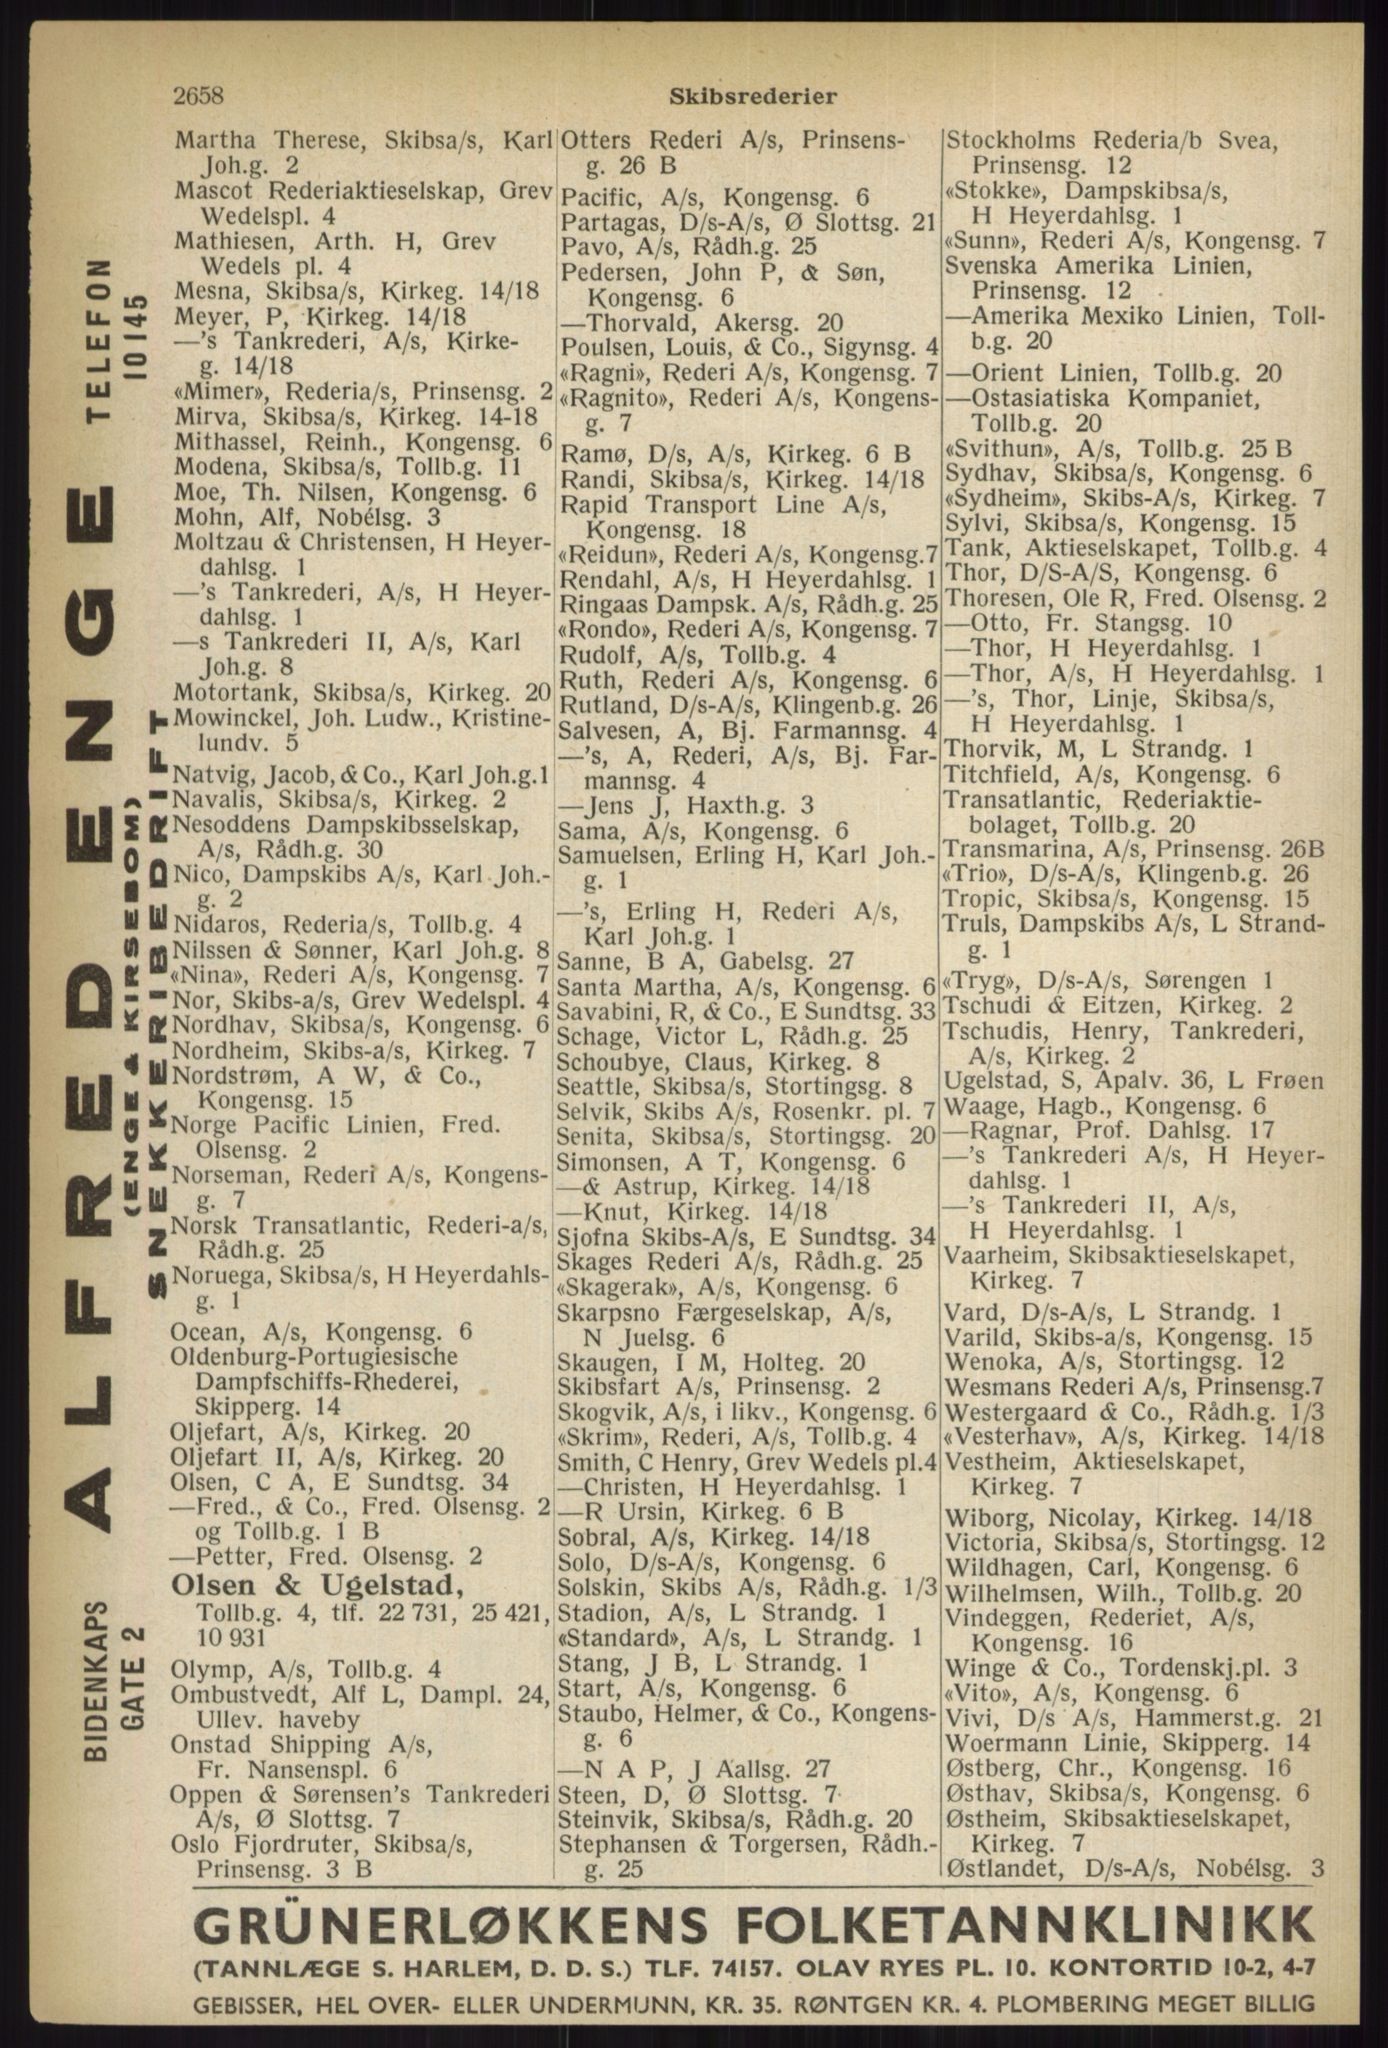 2658
Skibsrederier
Martha Therese, Skibsa/s, Karl
Joh.g. 2
Mascot Rederiaktieselskap, Grev
Wedelspl. 4
Mathiesen, Arth. H, Grev
Wedels pl. 4
Mesna, Skibsa/s, Kirkeg. 14/18
Meyer, P, Kirkeg. 14/18
—'s Tankrederi, A/s, Kirke-
g. 14/18
«Mimer», Rederia/s, Prinsensg. 2
Mirva, Skibsa/s, Kirkeg. 14-18
Mithassel, Reinh., Kongensg. 6
Modena, Skibsa/s, Tollb.g. 11
Moe, Th. Nilsen, Kongensg. 6
Mohn, Alf, Nobélsg. 3
Moltzau & Christensen, H Heyer-
dahlsg. 1
—'s Tankrederi, A/s, H Heyer-
dahlsg. 1
—s Tankrederi II, A/s, Karl
Joh.g. 8
Motortank, Skibsa/s, Kirkeg. 20
Mowinckel, Joh. Ludw., Kristine-
lundv. 5
Natvig, Jacob, & Co., Karl Joh.g.1
Navalis, Skibsa/s, Kirkeg. 2
Nesoddens Dampskibsselskap,
A/s, Rådh.g. 30
Nico, Dampskibs A/s, Karl Joh.-
g. 2
Nidaros, Rederia/s, Tollb.g. 4
Nilssen & Sønner, Karl Joh.g. 8
«Nina», Rederi A/s, Kongensg. 7
Nor, Skibs-a/s, Grev Wedelspl. 4
Nordhav, Skibsa/s, Kongensg. 6
Nordheim, Skibs-a/s, Kirkeg. 7
Nordstrøm, A W, & Co.,
Kongensg. 15
Norge Pacific Linien, Fred.
Olsensg. 2
Norseman, Rederi A/s, Kongens-
g. 7
Norsk Transatlantic, Rederi-a/s,
Rådh.g. 25
Noruega, Skibsa/s, H Heyerdahls-
g. 1
Ocean, A/s, Kongensg. 6
Oldenburg-Portugiesische
Dampfschiffs-Rhederei,
Skipperg. 14
Oljefart, A/s, Kirkeg. 20
Oljefart II, A/s, Kirkeg. 20
Olsen, C A, E Sundtsg. 34
—Fred., & Co., Fred. Olsensg. 2
og Tollb.g. 1 B
—Petter, Fred. Olsensg. 2
Olsen & Ugelstad,
Tollb.g. 4, tlf. 22 731, 25 421,
10 931
Olymp, A/s, Tollb.g. 4
Ombustvedt, Alf L, Dampl. 24,
Ullev. haveby
Onstad Shipping A/s,
Fr. Nansenspl. 6
Oppen & Sørensen's Tankrederi
A/s, Ø Slottsg. 7
Oslo Fjordruter, Skibsa/s,
Prinsensg. 3 B
Otters Rederi A/s, Prinsens-
g. 26 B
Pacific, A/s, Kongensg. 6
Partagas, D/s-A/s, Ø Slottsg. 21
Pavo, A/s, Rådh.g. 25
Pedersen, John P, & Søn,
Kongensg. 6
—Thorvald, Akersg. 20
Poulsen, Louis, & Co., Sigynsg. 4
«Ragni», Rederi A/s, Kongensg. 7
«Ragnito», Rederi A/s, Kongens-
g. 7
Ramø, D/s, A/s, Kirkeg. 6 B
Randi, Skibsa/s, Kirkeg. 14/18
Rapid Transport Line A/s,
Kongensg. 18
«Reidun», Rederi A/s, Kongensg.7
Rendahl, A/s, H Heyerdahlsg. 1
Ringaas Dampsk. A/s, Rådh.g. 25
«Rondo», Rederi A/s, Kongensg. 7
Rudolf, A/s, Tollb.g. 4
Ruth, Rederi A/s, Kongensg. 6
Rutland, D/s-A/s, Klingenb.g. 26
Salvesen, A, Bj. Farmannsg. 4
—'s, A, Rederi, A/s, Bj. Far-
mannsg. 4
—Jens J, Haxth.g. 3
Sama, A/s, Kongensg. 6
Samuelsen, Erling H, Karl Joh.-
g. 1
—'s, Erling H, Rederi A/s,
Karl Joh.g. 1
Sanne, B A, Gabelsg. 27
Santa Martha, A/s, Kongensg. 6
Savabini, R, & Co., E Sundtsg. 33
Schage, Victor L, Rådh.g. 25
Schoubye, Claus, Kirkeg. 8
Seattle, Skibsa/s, Stortingsg. 8
Selvik, Skibs A/s, Rosenkr. pl. 7
Senita, Skibsa/s, Stortingsg. 20
Simonsen, A T, Kongensg. 6
—& Astrup, Kirkeg. 14/18
—Knut, Kirkeg. 14/18
Sjofna Skibs-A/s, E Sundtsg. 34
Skages Rederi A/s, Rådh.g. 25
«Skagerak», A/s, Kongensg. 6
Skarpsno Færgeselskap, A/s,
N Juelsg. 6
Skaugen, I M, Holteg. 20
Skibsfart A/s, Prinsensg. 2
Skogvik, A/s, i likv., Kongensg. 6
«Skrim», Rederi, A/s, Tollb.g. 4
Smith, C Henry, Grev Wedels pl.4
—Christen, H Heyerdahlsg. 1
—R Ursin, Kirkeg. 6 B
Sobral, A/s, Kirkeg. 14/18
Solo, D/s-A/s, Kongensg. 6
Solskin, Skibs A/s, Rådh.g. 1/3
Stadion, A/s, L Strandg. 1
«Standard», A/s, L Strandg. 1
Stang, J B, L Strandg. 1
Start, A/s, Kongensg. 6
Staubo, Helmer, & Co., Kongens-
g. 6
—N A P, J Aallsg. 27
Steen, D, Ø Slottsg. 7
Steinvik, Skibsa/s, Rådh.g. 20
Stephansen & Torgersen, Rådh.-
g. 25
Stockholms Rederia/b Svea,
Prinsensg. 12
«Stokke», Dampskibsa/s,
H Heyerdahlsg. 1
«Sunn», Rederi A/s, Kongensg. 7
Svenska Amerika Linien,
Prinsensg. 12
—Amerika Mexiko Linien, Toll-
b.g. 20
—Orient Linien, Tollb.g. 20
—Ostasiatiska Kompaniet,
Tollb.g. 20
«Svithun», A/s, Tollb.g. 25 B
Sydhav, Skibsa/s, Kongensg. 6
«Sydheim», Skibs-A/s, Kirkeg. 7
Sylvi, Skibsa/s, Kongensg. 15
Tank, Aktieselskapet, Tollb.g. 4
Thor, D/S-A/S, Kongensg. 6
Thoresen, Ole R, Fred. Olsensg. 2
—Otto, Fr. Stangsg. 10
—Thor, H Heyerdahlsg. 1
—Thor, A/s, H Heyerdahlsg. 1
—'s, Thor, Linje, Skibsa/s,
H Heyerdahlsg. 1
Thorvik, M, L Strandg. 1
Titchfield, A/s, Kongensg. 6
Transatlantic, Rederiaktie-
bolaget, Tollb.g. 20
Transmarina, A/s, Prinsensg. 26B
«Trio», D/s-A/s, Klingenb.g. 26
Tropic, Skibsa/s, Kongensg. 15
Truls, Dampskibs A/s, L Strand-
g. 1
«Tryg», D/s-A/s, Sørengen 1
Tschudi & Eitzen, Kirkeg. 2
Tschudis, Henry, Tankrederi,
A/s, Kirkeg. 2
Ugelstad, S, Apalv. 36, L Frøen
Waage, Hagb., Kongensg. 6
—Ragnar, Prof. Dahlsg. 17
—'s Tankrederi A/s, H Heyer-
dahlsg. 1
—'s Tankrederi II, A/s,
H Heyerdahlsg. 1
Vaarheim, Skibsaktieselskapet,
Kirkeg. 7
Vard, D/s-A/s, L Strandg. 1
Varild, Skibs-a/s, Kongensg. 15
Wenoka, A/s, Stortingsg. 12
Wesmans Rederi A/s, Prinsensg.7
Westergaard & Co., Rådh.g. 1/3
«Vesterhav», A/s, Kirkeg. 14/18
Vestheim, Aktieselskapet,
Kirkeg. 7
Wiborg, Nicolay, Kirkeg. 14/18
Victoria, Skibsa/s, Stortingsg. 12
Wildhagen, Carl, Kongensg. 6
Wilhelmsen, Wilh., Tollb.g. 20
Vindeggen, Rederiet, A/s,
Kongensg. 16
Winge & Co., Tordenskj.pl. 3
«Vito», A/s, Kongensg. 6
Vivi, D/s A/s, Hammerst.g. 21
Woermann Linie, Skipperg. 14
Østberg, Chr., Kongensg. 16
Østhav, Skibsa/s, Kongensg. 6
Østheim, Skibsaktieselskapet,
Kirkeg. 7
Østlandet, D/s-A/s, Nobélsg. 3
ALFRED ENGE
(ENGE & KIRSEBOM)
SNEKKERIBEDRIFT
TELEFON
10145
BIDENKAPS
GATE 2
GRÜNERLØKKENS FOLKETANNKLINIKK
(TANNLÆGE S. HARLEM, D. D. S.) TLF. 74157. OLAV RYES PL. 10. KONTORTID 10-2, 4-7
GEBISSER, HEL OVER- ELLER UNDERMUNN, KR. 35. RØNTGEN KR. 4. PLOMBERING MEGET BILLIG